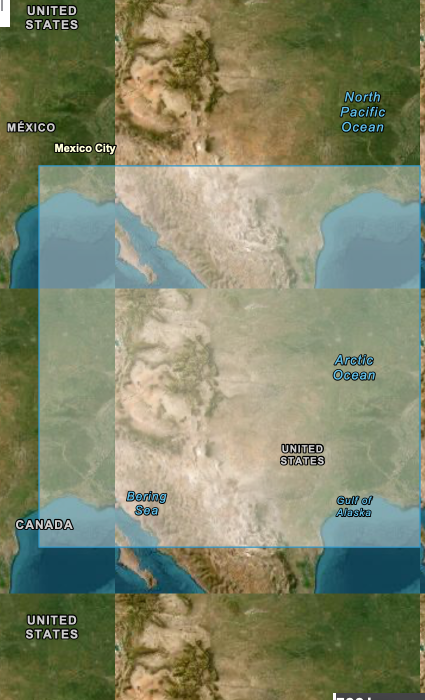 UNITED
STATES
North
Pacific
Ocean
MÉXICO
Mexico City
Arctic
Ocean
UNITED
STATES
Bering
Sea
Gulf of
Alaska
CANADA
UNITED
STATES